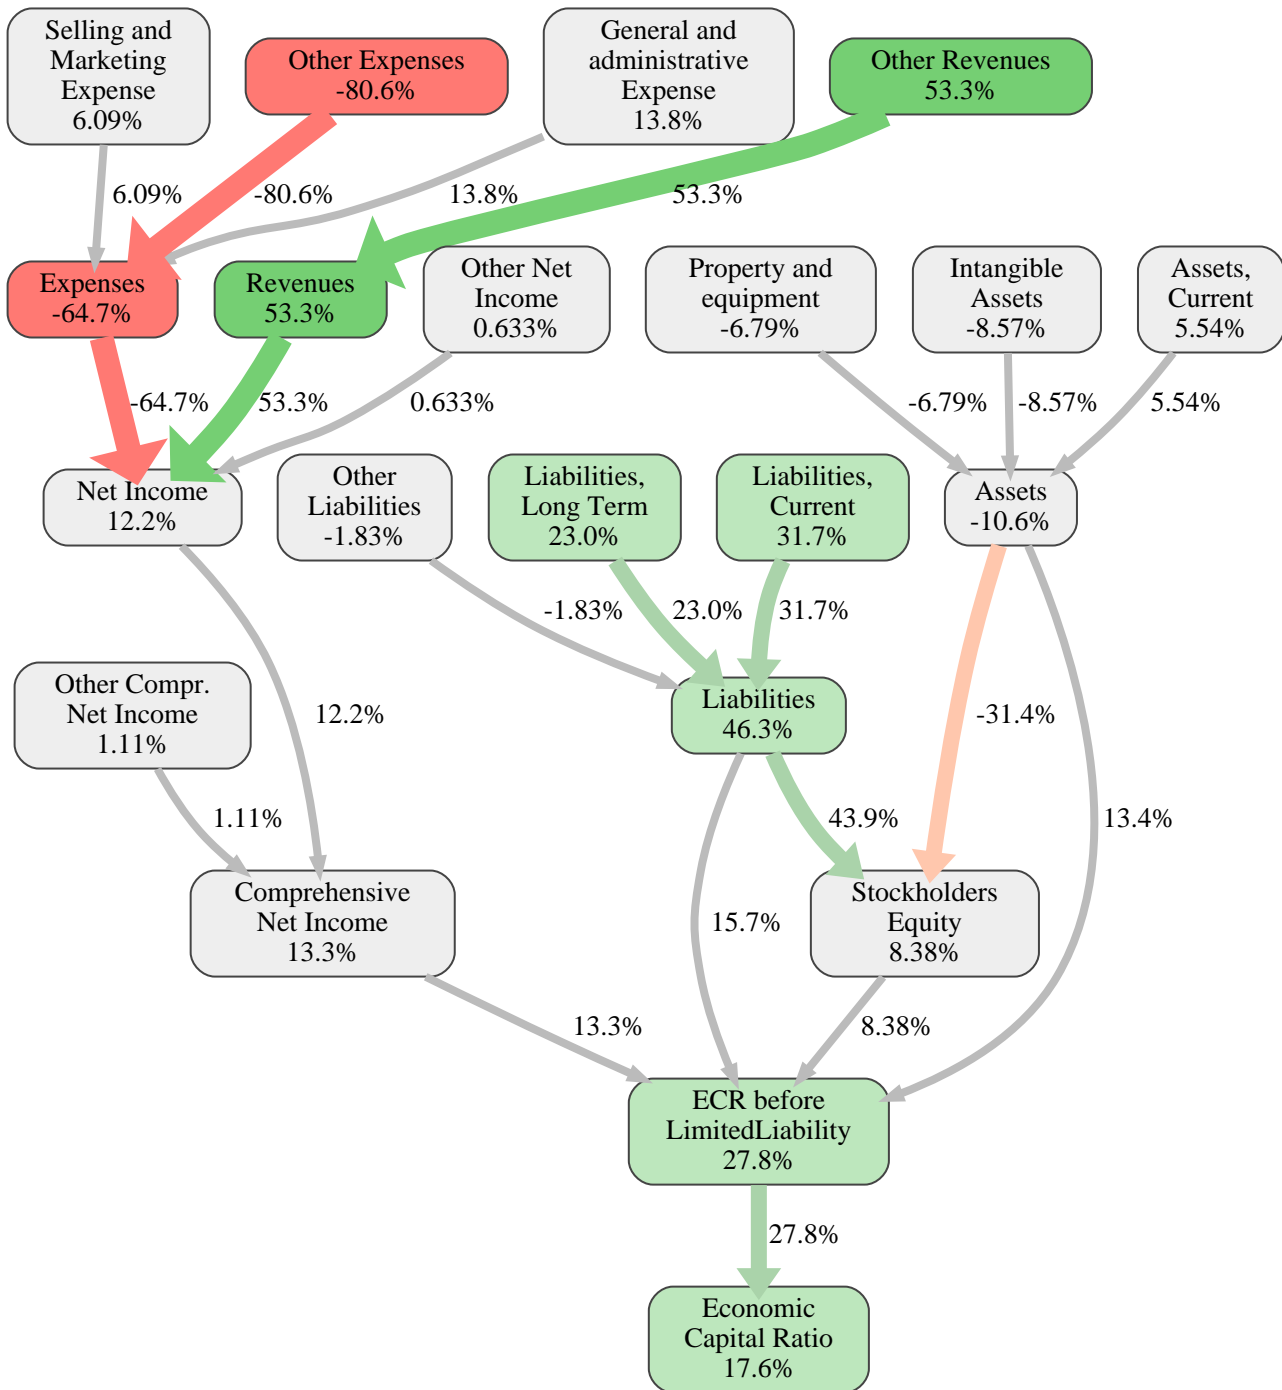 Selling and
Marketing
Expense
6.09%
Other Expenses
-80.6%
General and
administrative
Expense
13.8%
Other Revenues
53.3%
6.09%
-80.6%
13.8%
53.3%
Expenses
-64.7%
Revenues
53.3%
Other Net
Income
0.633%
Property and
equipment
-6.79%
Intangible
Assets
-8.57%
Assets,
Current
5.54%
-64.7%
53.3%
0.633%
-6.79%
-8.57%
5.54%
Net Income
12.2%
Other
Liabilities
-1.83%
Liabilities,
Long Term
23.0%
Liabilities,
Current
31.7%
Assets
-10.6%
-1.83%
23.0%
31.7%
Other Compr.
Net Income
1.11%
12.2%
Liabilities
46.3%
-31.4%
1.11%
43.9%
13.4%
Comprehensive
Net Income
13.3%
15.7%
Stockholders
Equity
8.38%
13.3%
8.38%
ECR before
LimitedLiability
27.8%
27.8%
Economic
Capital Ratio
17.6%